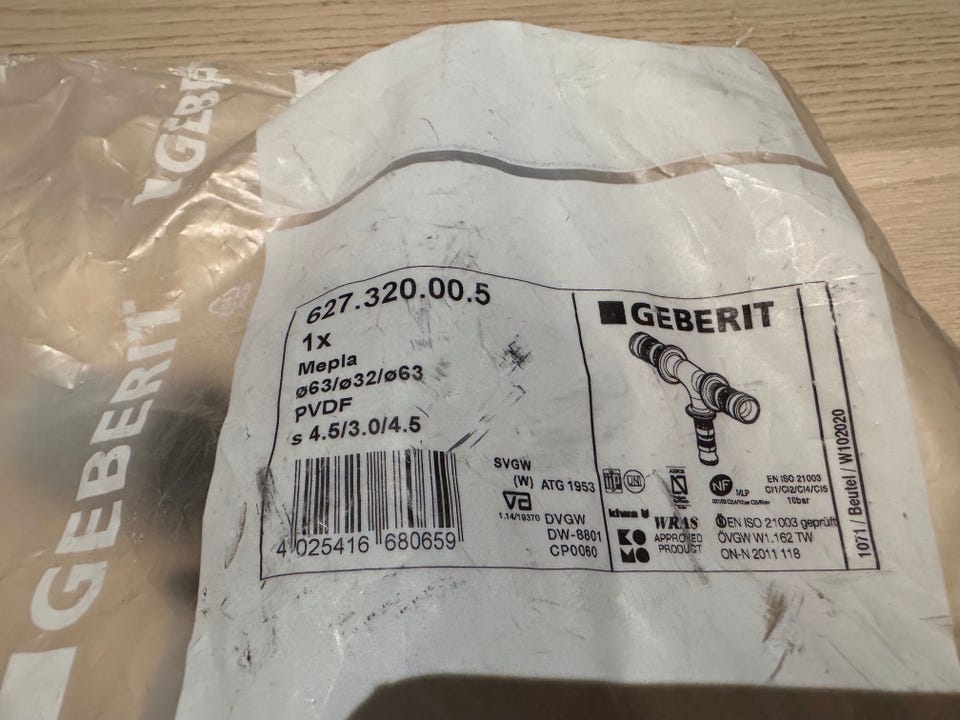 GEBERIT
GEBERIT
627.320.00.5
1x
Mepla
ø63/ø32/ø63
PVDF
s 4.5/3.0/4.5
4 025416 680659
SVGW
(W)
ATG 1953
1.14/19370
DVGW
DW-8801
CP0060
GEBERIT
NF
MLP
EN ISO 21003
Cl1/Cl2/Cl4/Cl5
10bar
kiwa
KOMO
WRAS
APPROVED
PRODUCT
EN ISO 21003 geprüft
ÖVGW W1.162 TW
ON-N 2011 118
1071 / Beutel / W102020